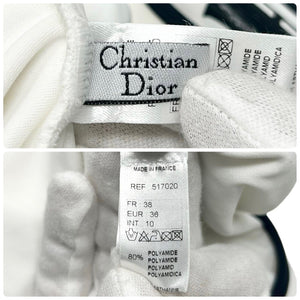 Christian
Dior
POLYAMIDE
POLYAMIDE
POLYAMIDICA
MADE IN FRANCE
REF 517020
FR: 38
EUR: 36
INT: 10
80% POLYAMIDE
POLYAMIDE
POLYAMID